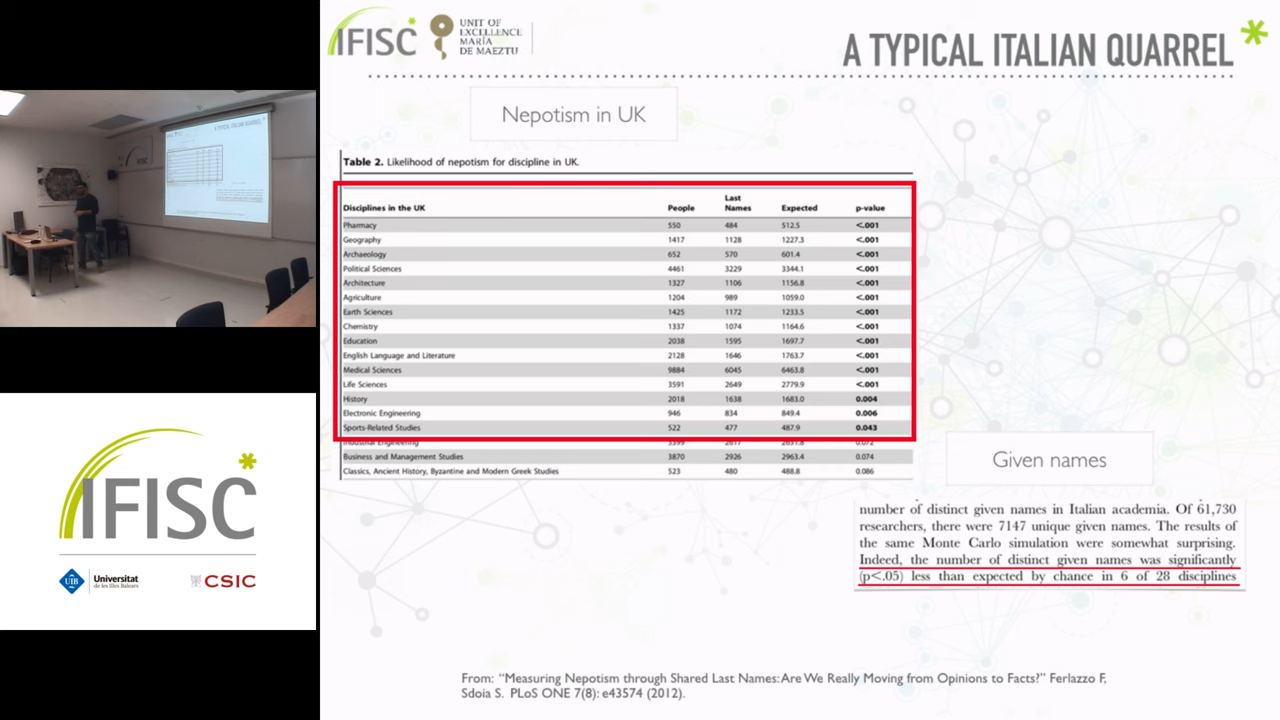 IFISC
UNIT OF
EXCELLENCE
MARÍA
DE MAEZTU
A TYPICAL ITALIAN QUARREL
Nepotism in UK
Table 2. Likelihood of nepotism for discipline in UK.
Disciplines in the UK People Last Names Expected p-value
Pharmacy 550 484 512.5 <.001
Geography 1417 1128 1227.3 <.001
Archaeology 652 570 601.4 <.001
Political Sciences 4461 3229 3344.1 <.001
Architecture 1327 1106 1156.8 <.001
Agriculture 1204 989 1059.0 <.001
Earth Sciences 1425 1172 1233.5 <.001
Chemistry 1337 1074 1164.6 <.001
Education 2038 1595 1697.7 <.001
English Language and Literature 2128 1646 1763.7 <.001
Medical Sciences 9884 6045 6463.8 <.001
Life Sciences 3591 2649 2779.9 <.001
History 2018 1638 1683.0 0.004
Electronic Engineering 946 834 849.4 0.006
Sports-Related Studies 522 477 487.9 0.043
Industrial Engineering 0.072
Business and Management Studies 3870 2926 2963.4 0.074
Classics, Ancient History, Byzantine and Modern Greek Studies 523 480 488.8 0.086
Given names
number of distinct given names in Italian academia. Of 61,730
researchers, there were 7147 unique given names. The results of
the same Monte Carlo simulation were somewhat surprising.
Indeed, the number of distinct given names was significantly
(p<.05) less than expected by chance in 6 of 28 disciplines
From: "Measuring Nepotism through Shared Last Names: Are We Really Moving from Opinions to Facts?" Ferlazzo F,
Sdoia S. PLoS ONE 7(8): e43574 (2012).
A TYPICAL ITALIAN QUARREL
IFISC
IFISC
UIB
Universitat
de les Illes Balears
CSIC